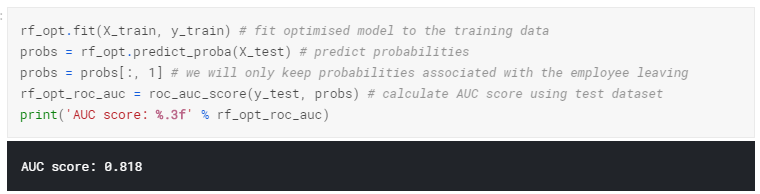 rf_opt.fit(X_train, y_train) # fit optimised model to the training data
probs = rf_opt.predict_proba(X_test) # predict probabilities
probs = probs[:, 1] # we will only keep probabilities associated with the employee leaving
rf_opt_roc_auc = roc_auc_score(y_test, probs) # calculate AUC score using test dataset
print('AUC score: %.3f' % rf_opt_roc_auc)
AUC score: 0.818